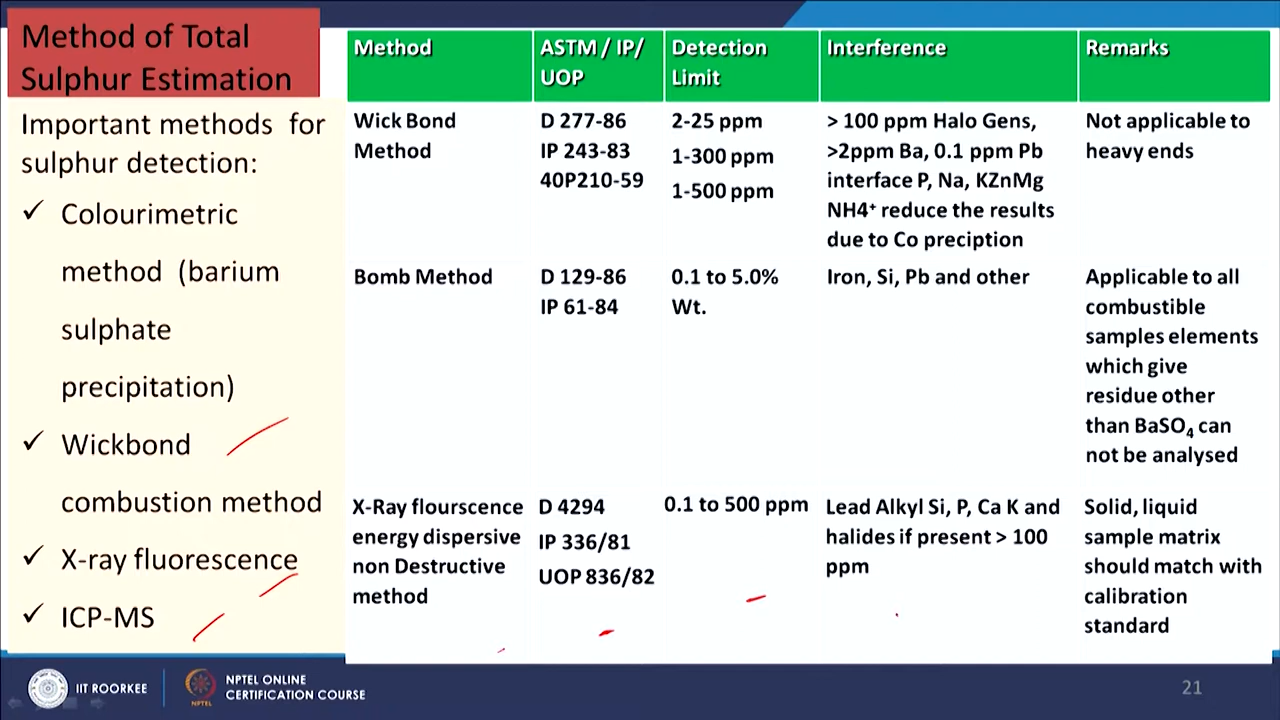 Method of Total
Sulphur Estimation
Important methods for
sulphur detection:
✓ Colourimetric
method (barium
sulphate
precipitation)
✓ Wickbond
combustion method
✓ X-ray fluorescence
✓ ICP-MS
Method
ASTM / IP/
UOP
Detection
Limit
Interference
Remarks
Wick Bond
Method
D 277-86
IP 243-83
40P210-59
2-25 ppm
1-300 ppm
1-500 ppm
> 100 ppm Halo Gens,
>2ppm Ba, 0.1 ppm Pb
interface P, Na, KZnMg
NH4⁺ reduce the results
due to Co preciption
Not applicable to
heavy ends
Bomb Method
D 129-86
IP 61-84
0.1 to 5.0%
Wt.
Iron, Si, Pb and other
Applicable to all
combustible
samples elements
which give
residue other
than BaSO₄ can
not be analysed
X-Ray flourscence
energy dispersive
non Destructive
method
D 4294
IP 336/81
UOP 836/82
0.1 to 500 ppm
Lead Alkyl Si, P, Ca K and
halides if present > 100
ppm
Solid, liquid
sample matrix
should match with
calibration
standard
IIT ROORKEE
NPTEL
NPTEL ONLINE
CERTIFICATION COURSE
21